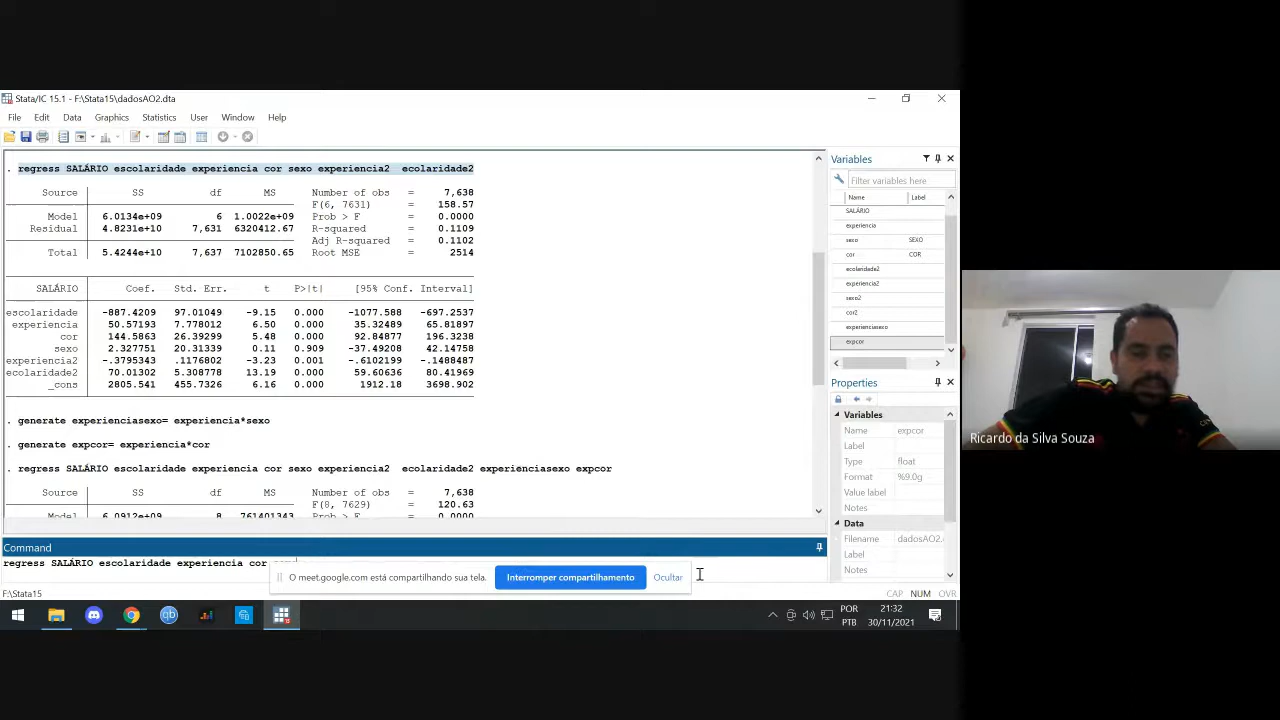 Stata/IC 15.1 - F:\Stata15\dadosAO2.dta
File Edit Data Graphics Statistics User Window Help
. regress SALÁRIO escolaridade experiencia cor sexo experiencia2 ecolaridade2
Source SS df MS Number of obs = 7,638
F(6, 7631) = 158.57
Model 6.0134e+09 6 1.0022e+09 Prob > F = 0.0000
Residual 4.8231e+10 7,631 6320412.67 R-squared = 0.1109
Adj R-squared = 0.1102
Total 5.4244e+10 7,637 7102850.65 Root MSE = 2514
SALÁRIO Coef. Std. Err. t P>|t| [95% Conf. Interval]
escolaridade -887.4209 97.01049 -9.15 0.000 -1077.588 -697.2537
experiencia 50.57193 7.778012 6.50 0.000 35.32489 65.81897
cor 144.5863 26.39299 5.48 0.000 92.84877 196.3238
sexo 2.327751 20.31339 0.11 0.909 -37.49208 42.14758
experiencia2 -.3795343 .1176802 -3.23 0.001 -.6102199 -.1488487
ecolaridade2 70.01302 5.308778 13.19 0.000 59.60636 80.41969
_cons 2805.541 455.7326 6.16 0.000 1912.18 3698.902
. generate experienciasexo= experiencia*sexo
. generate expcor= experiencia*cor
. regress SALÁRIO escolaridade experiencia cor sexo experiencia2 ecolaridade2 experienciasexo expcor
Source SS df MS Number of obs = 7,638
F(8, 7629) = 120.63
Model 6.0912e+09 8 761401343 Prob > F = 0.0000
Command
regress SALÁRIO escolaridade experiencia cor
O meet.google.com está compartilhando sua tela. Interromper compartilhamento Ocultar
F:\Stata15 CAP NUM OVR
Variables
Filter variables here
Name Label
SALÁRIO
experiencia
sexo SEXO
cor COR
ecolaridade2
experiencia2
sexo2
cor2
experienciasexo
expcor
Properties
Variables
Name expcor
Label
Type float
Format %9.0g
Value label
Notes
Data
Filename dadosAO2.
Label
Notes
POR
PTB
21:32
30/11/2021
Ricardo da Silva Souza